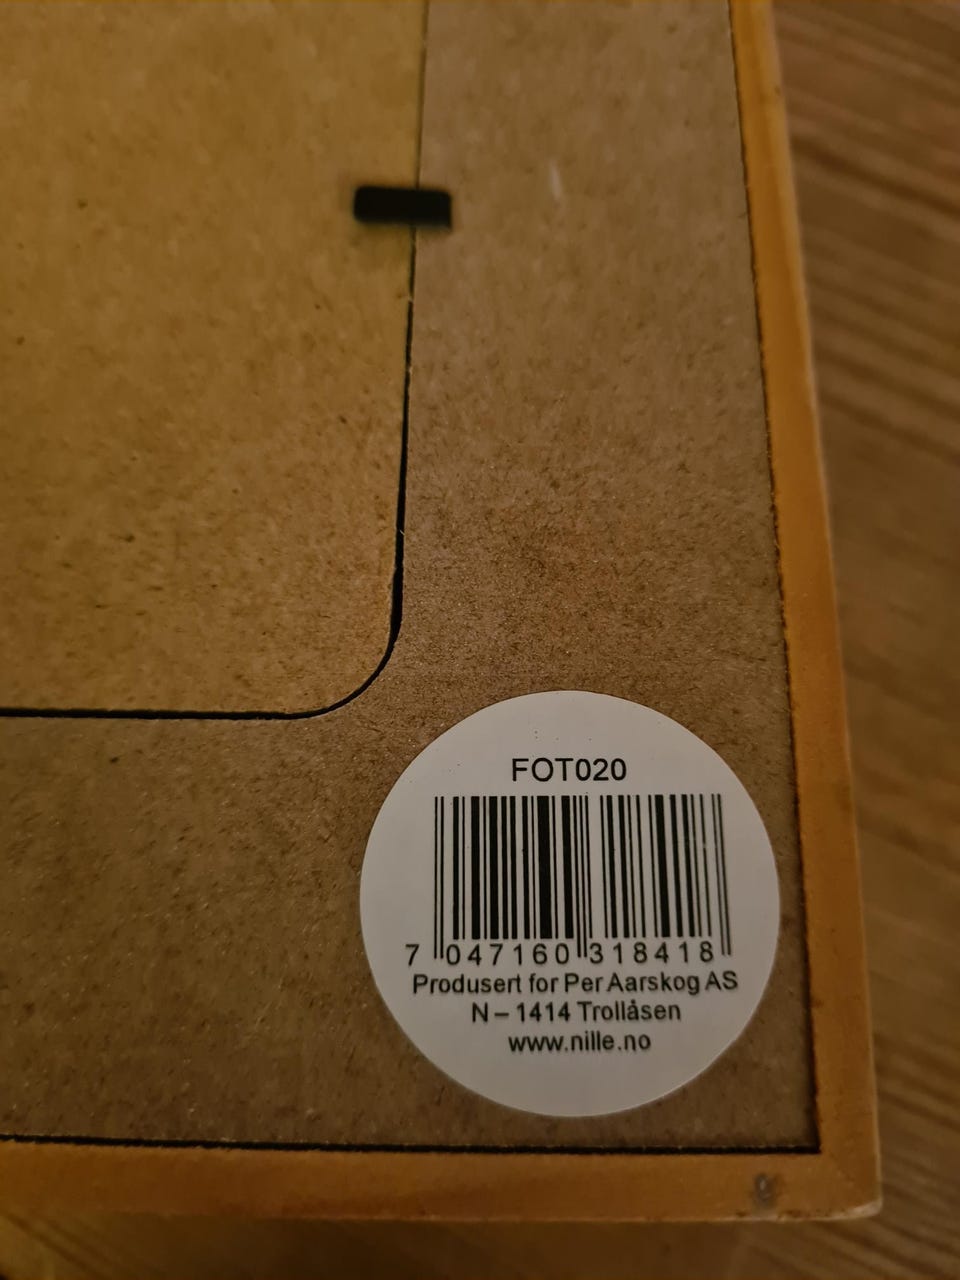 FOT020
7 047160 318418
Produsert for Per Aarskog AS
N – 1414 Trollåsen
www.nille.no